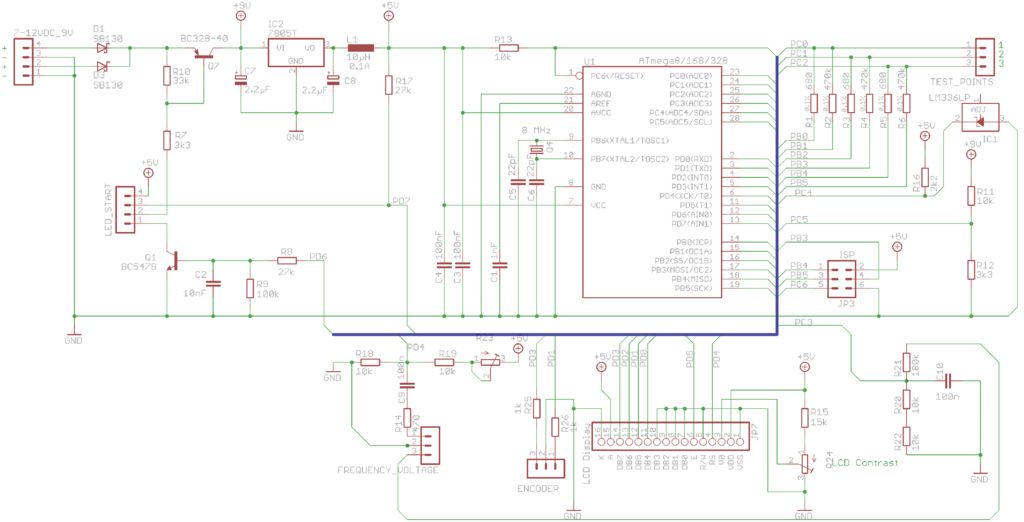 7-12VDC_9V
4
3
2
1
+
-
+
-
D1
SB130
D3
SB130
R10
33k
BC328-40
Q7
+9V
C7
2.2µF
IC2
7805T
1
VI
VO
3
2
GND
C8
2.2µF
L1
10µH
0.1A
+5V
R17
27k
R13
10k
R7
3k3
+5V
LED_START
4
3
2
1
Q1
BC547B
C2
10nF
R9
100k
R8
27k
PD6
C4
100nF
C3
100nF
C1
1nF
C5
22pF
C6
22pF
8 MHz
Q4
U1
ATmega8/168/328
1
PC6(/RESET)
22
AGND
21
AREF
20
AVCC
9
PB6(XTAL1/TOSC1)
10
PB7(XTAL2/TOSC2)
8
GND
7
VCC
PC0(ADC0)
23
PC1(ADC1)
24
PC2(ADC2)
25
PC3(ADC3)
26
PC4(ADC4/SDA)
27
PC5(ADC5/SCL)
28
PD0(RXD)
2
PD1(TXD)
3
PD2(INT0)
4
PD3(INT1)
5
PD4(XCK/T0)
6
PD5(T1)
11
PD6(AIN0)
12
PD7(AIN1)
13
PB0(ICP)
14
PB1(OC1A)
15
PB2(SS/OC1B)
16
PB3(MOSI/OC2)
17
PB4(MISO)
18
PB5(SCK)
19
PC0
PC1
PC2
R1
680
R2
470k
R3
680
R4
470k
R5
680
R6
470k
3
2
1
1
2
3
TEST_POINTS
LM336LP
ADJ
IC1
PB0
PB1
PB2
PB3
PB4
PB5
PC4
PC5
+5V
R16
2k2
+9V
R11
10k
R12
3k3
PB3
PB4
PB5
PC6
1
3
5
2
4
6
ISP
JP3
+5V
GND
GND
R18
10k
PD4
R19
10k
R23
+5V
C9
100n
R14
470
3
2
1
FREQUENCY_VOLTAGE
PD3
R25
1k
R26
10k
3
2
1
ENCODER
PD1
PD2
PD7
PD0
PD5
PD4
+5V
LCD Display
16
15
14
13
12
11
10
9
8
7
6
5
4
3
2
1
K
A
DB7
DB6
DB5
DB4
DB3
DB2
DB1
DB0
E
R/W
RS
V0
VDD
VSS
JP7
GND
+5V
R15
15k
R24
LCD Contrast
GND
R21
180k
R20
10k
R22
10k
C10
100n
GND